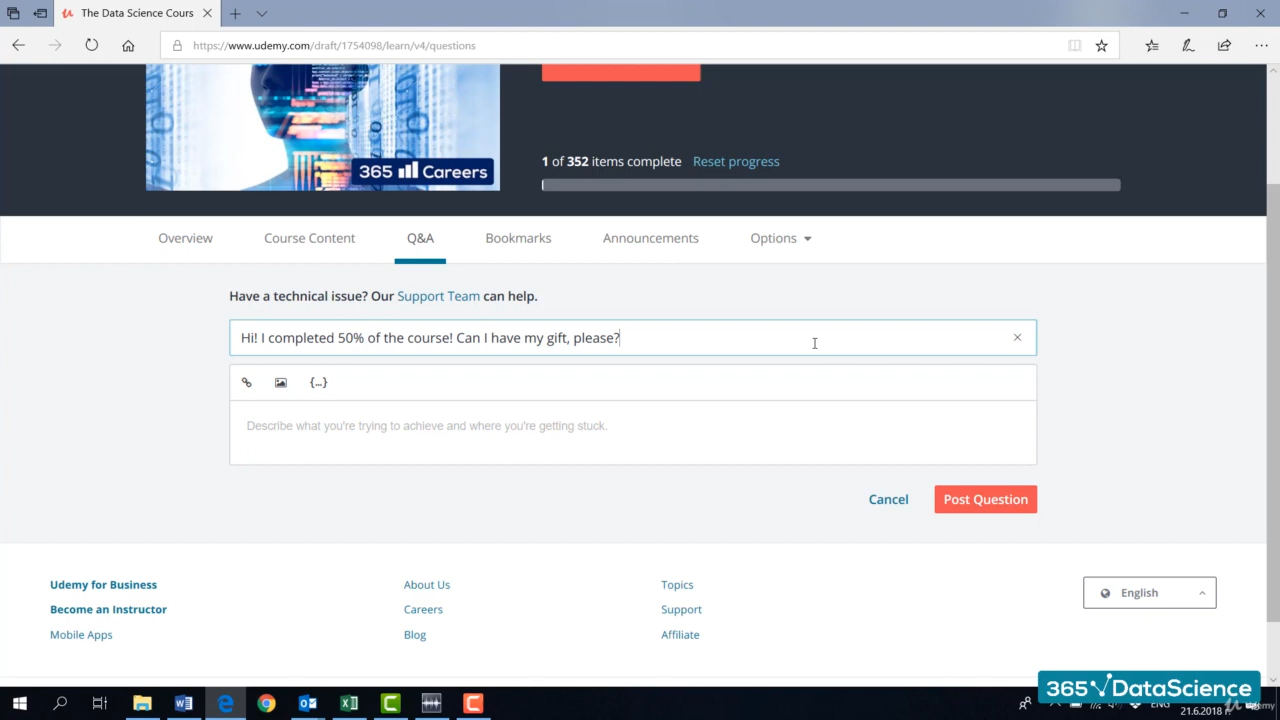 The Data Science Cours
https://www.udemy.com/draft/1754098/learn/v4/questions
365 Careers
1 of 352 items complete Reset progress
Overview Course Content Q&A Bookmarks Announcements Options
Have a technical issue? Our Support Team can help.
Hi! I completed 50% of the course! Can I have my gift, please?
{...}
Describe what you're trying to achieve and where you're getting stuck.
Cancel Post Question
Udemy for Business About Us Topics English
Become an Instructor Careers Support
Mobile Apps Blog Affiliate
365 DataScience
ENG
Udemy
21.6.2018 г.